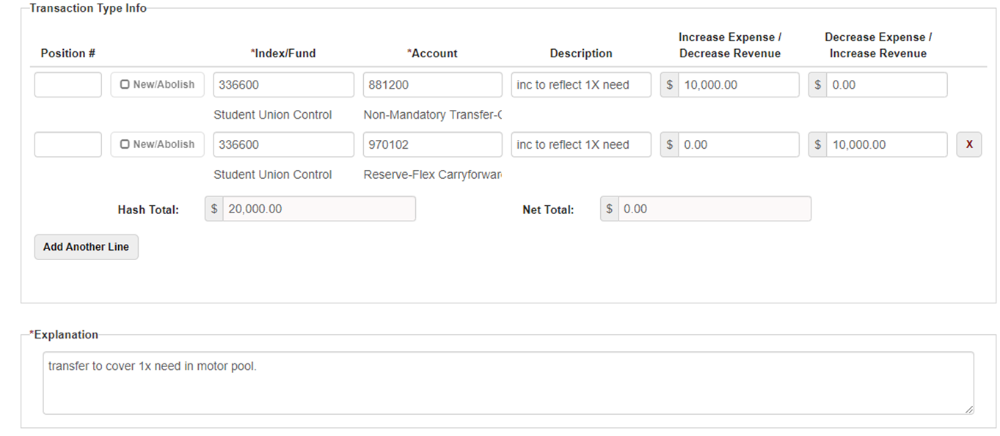 Transaction Type Info
Increase Expense / Decrease Expense /
Position # *Index/Fund *Account Description Decrease Revenue Increase Revenue
New/Abolish 336600 881200 inc to reflect 1X need $ 10,000.00 $ 0.00
Student Union Control Non-Mandatory Transfer-
New/Abolish 336600 970102 inc to reflect 1X need $ 0.00 $ 10,000.00 X
Student Union Control Reserve-Flex Carryforwar
Hash Total: $ 20,000.00 Net Total: $ 0.00
Add Another Line
*Explanation
transfer to cover 1x need in motor pool.